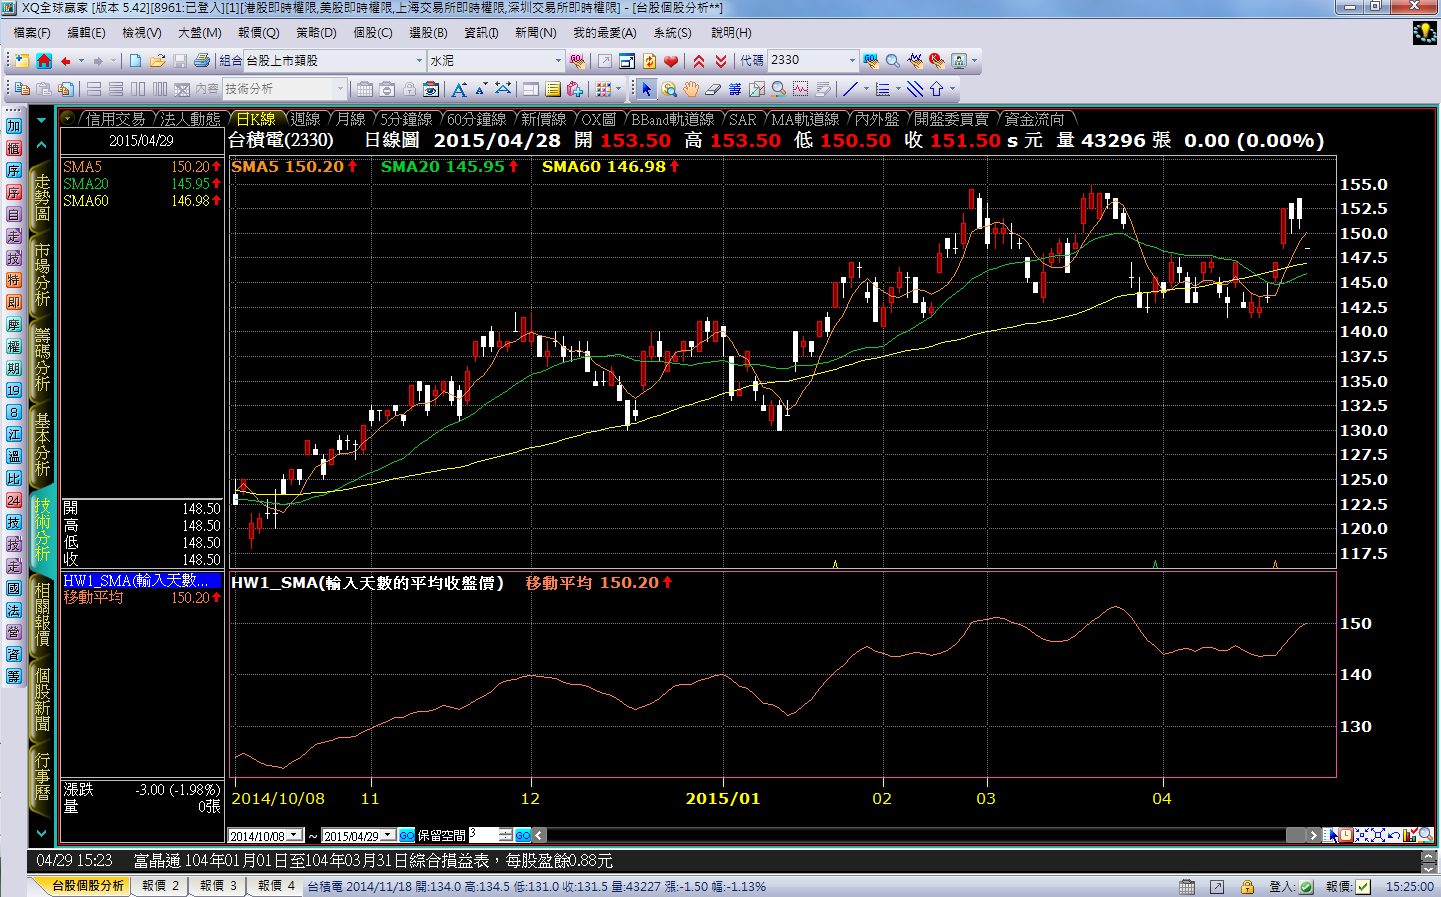 XQ全球贏家 [版本 5.42][8961:已登入][1][港股即時權限,美股即時權限,上海交易所即時權限,深圳交易所即時權限] - [台股個股分析**]
檔案(F) 編輯(E) 檢視(V) 大盤(M) 報價(Q) 策略(D) 個股(C) 選股(B) 資訊(I) 新聞(N) 我的最愛(A) 系統(S) 說明(H)
組合 台股上市類股 水泥 代碼 2330
內容 技術分析
信用交易 法人動態 日K線 週線 月線 5分鐘線 60分鐘線 新價線 OX圖 BBand軌道線 SAR MA軌道線 內外盤 開盤委買賣 資金流向
2015/04/29
台積電(2330) 日線圖 2015/04/28 開 153.50 高 153.50 低 150.50 收 151.50 s 元 量 43296 張 0.00 (0.00%)
SMA5 150.20
SMA20 145.95
SMA60 146.98
SMA5 150.20 SMA20 145.95 SMA60 146.98
155.0
152.5
150.0
147.5
145.0
142.5
140.0
137.5
135.0
132.5
130.0
127.5
125.0
122.5
120.0
117.5
加
櫃
序
序
自
走
技
特
即
摩
權
期
19
8
江
溫
比
24
技
技
走
國
法
營
資
籌
走勢圖
市場分析
籌碼分析
基本分析
技術分析
相關報價
個股新聞
行事曆
開 148.50
高 148.50
低 148.50
收 148.50
HW1_SMA(輸入天數...
移動平均 150.20
HW1_SMA(輸入天數的平均收盤價) 移動平均 150.20
150
140
130
漲跌 -3.00 (-1.98%)
量 0張
2014/10/08 11 12 2015/01 02 03 04
2014/10/08 ~ 2015/04/29 GO 保留空間 3 GO
04/29 15:23 富晶通 104年01月01日至104年03月31日綜合損益表，每股盈餘0.88元
台股個股分析 報價 2 報價 3 報價 4 台積電 2014/11/18 開:134.0 高:134.5 低:131.0 收:131.5 量:43227 漲:-1.50 幅:-1.13% 登入: 報價: 15:25:00